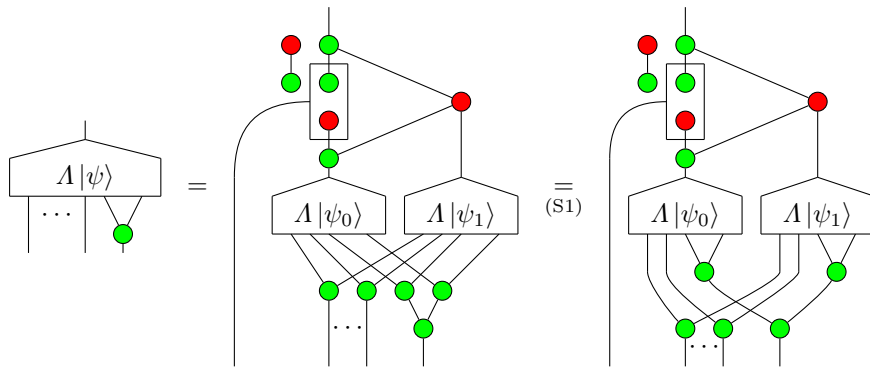 Λ |ψ⟩
· · ·
=
Λ |ψ₀⟩
Λ |ψ₁⟩
· · ·
=
(S1)
Λ |ψ₀⟩
Λ |ψ₁⟩
· · ·